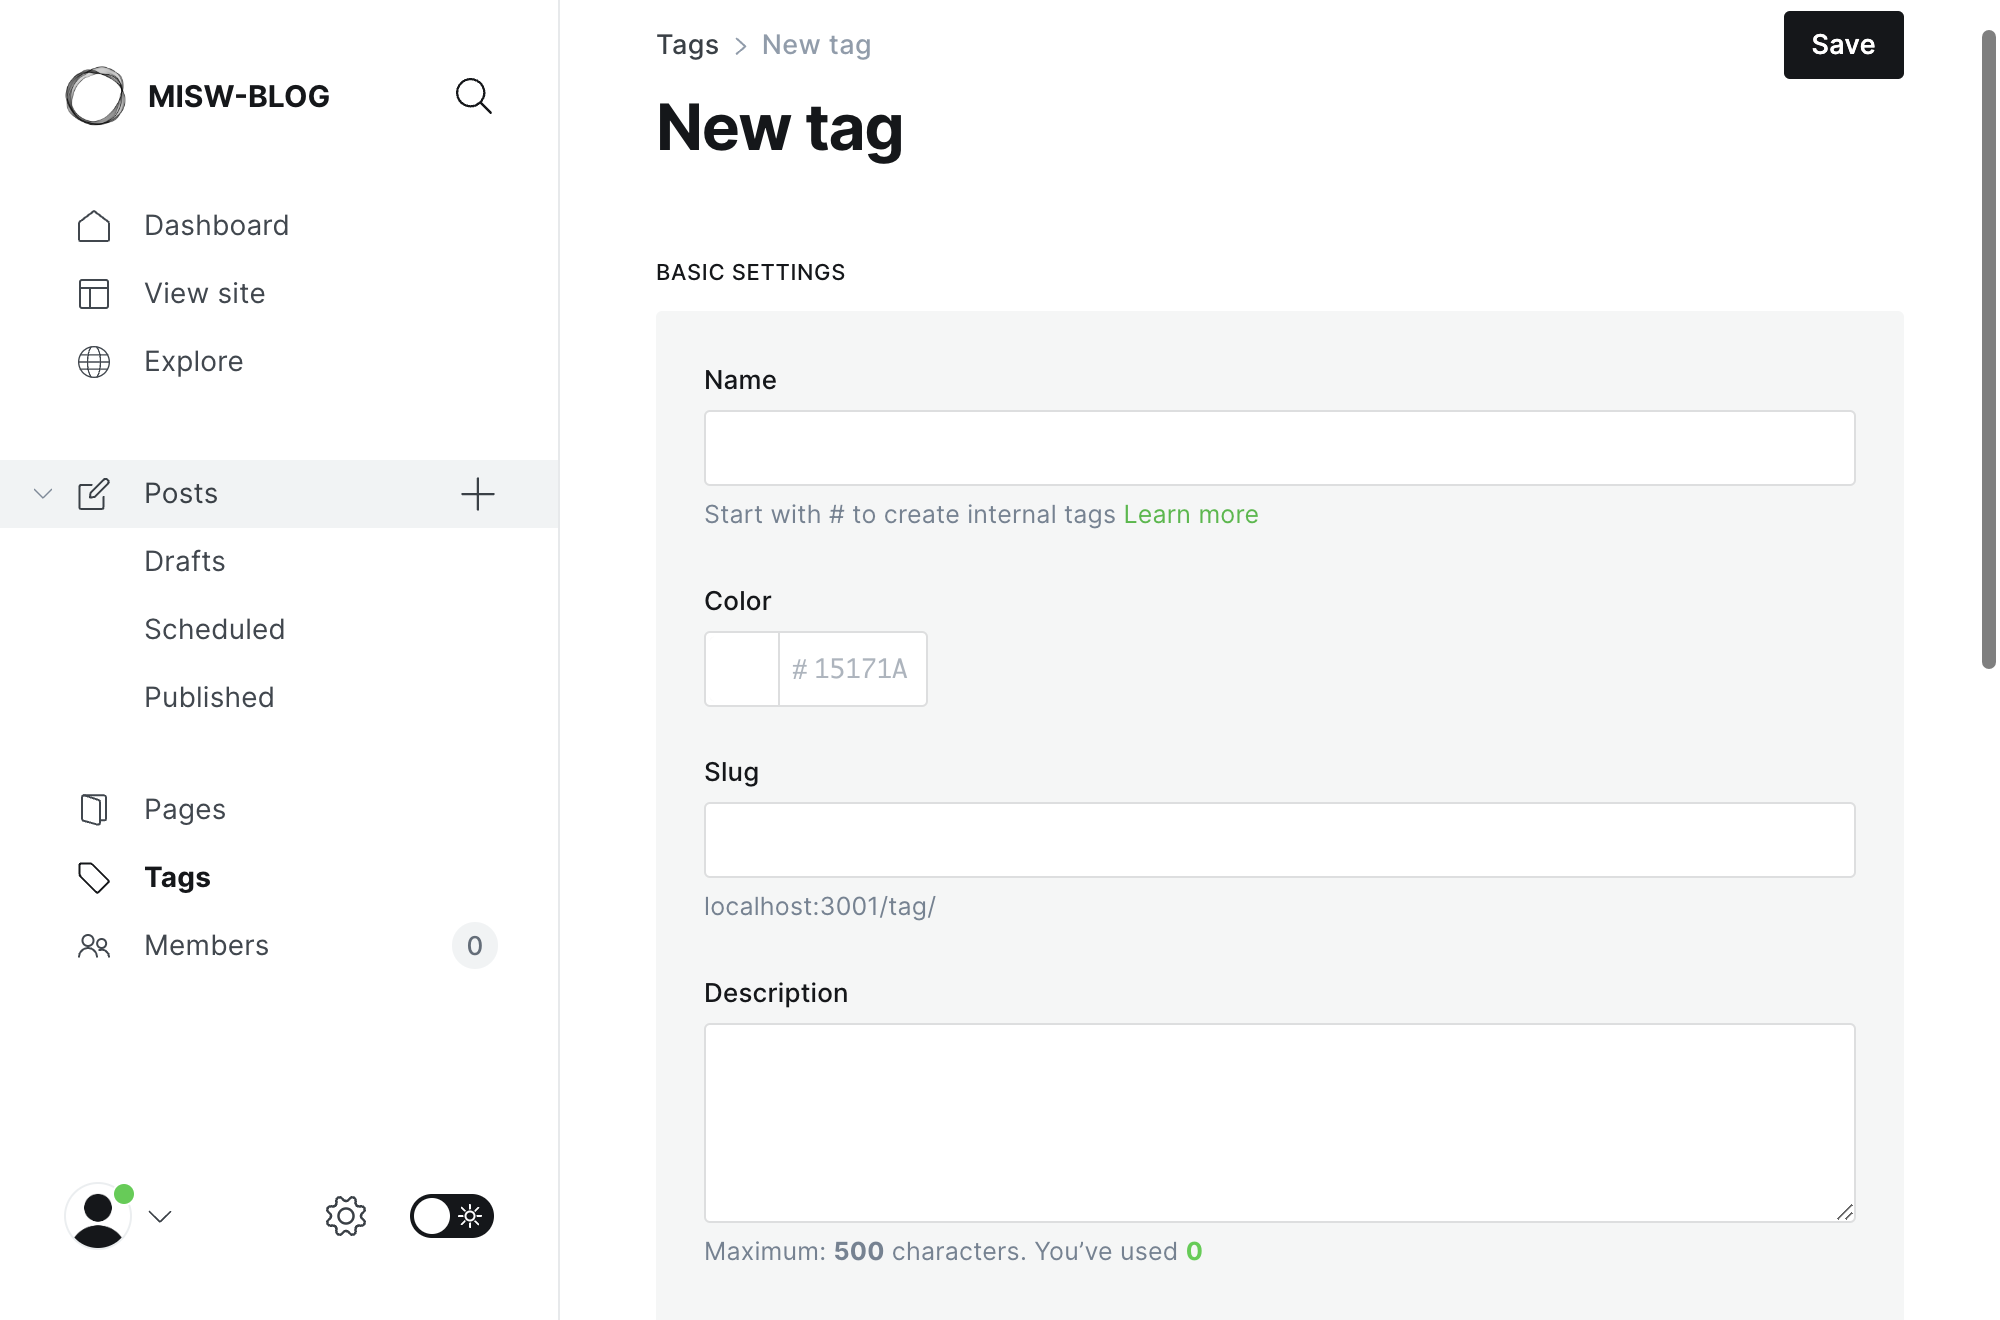 MISW-BLOG
Dashboard
View site
Explore
Posts
Drafts
Scheduled
Published
Pages
Tags
Members 0
Tags > New tag
Save
New tag
BASIC SETTINGS
Name
Start with # to create internal tags Learn more
Color
# 15171A
Slug
localhost:3001/tag/
Description
Maximum: 500 characters. You’ve used 0